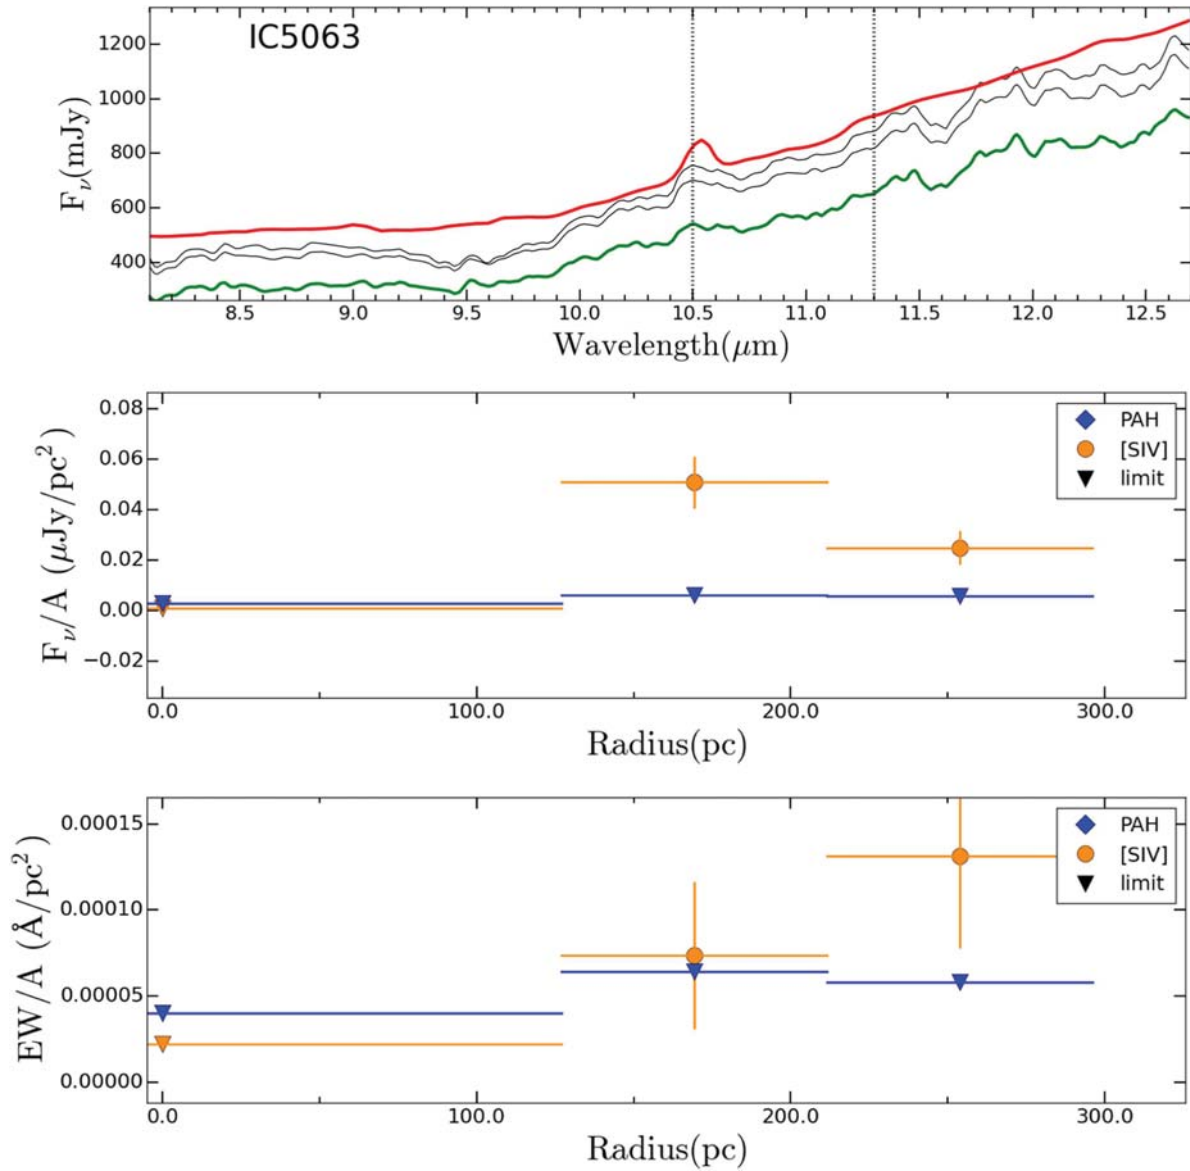 IC5063
1200
1000
800
600
400
F_ν(mJy)
8.5 9.0 9.5 10.0 10.5 11.0 11.5 12.0 12.5
Wavelength(μm)
0.08
0.06
0.04
0.02
0.00
−0.02
F_ν/A (μJy/pc²)
PAH
[SIV]
limit
0.0 100.0 200.0 300.0
Radius(pc)
0.00015
0.00010
0.00005
0.00000
EW/A (Å/pc²)
PAH
[SIV]
limit
0.0 100.0 200.0 300.0
Radius(pc)